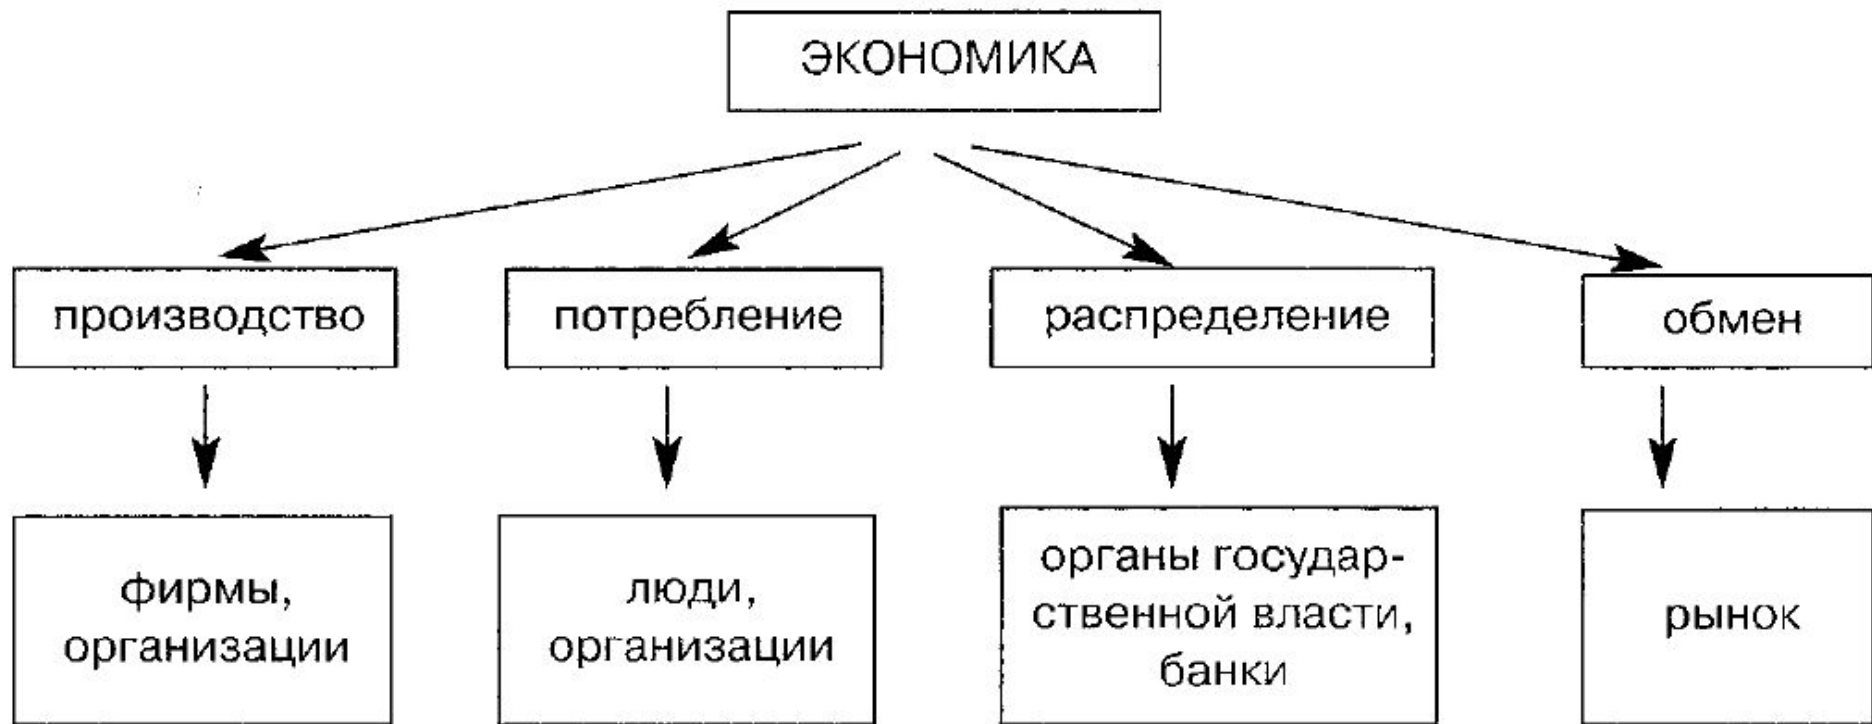 ЭКОНОМИКА
производство
потребление
распределение
обмен
фирмы,
организации
люди,
организации
органы государ-
ственной власти,
банки
рынок